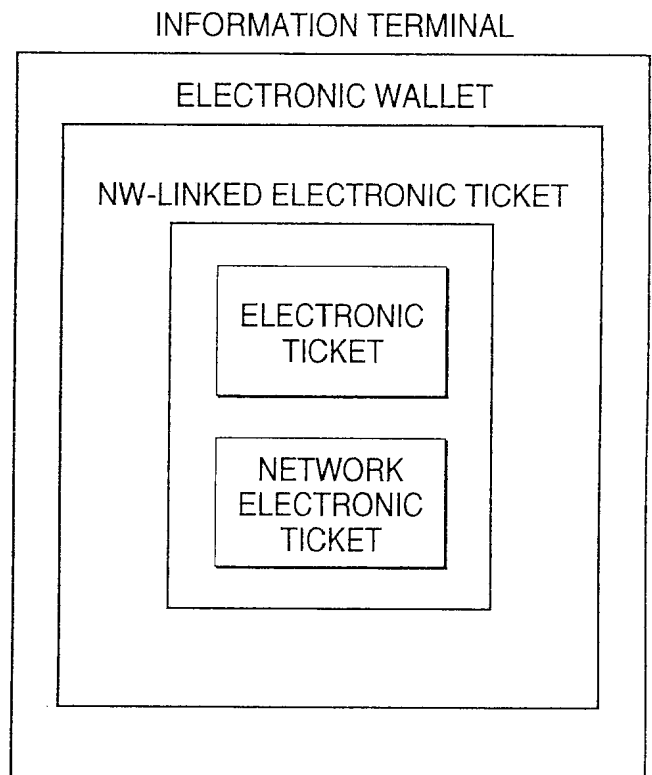 INFORMATION TERMINAL
ELECTRONIC WALLET
NW-LINKED ELECTRONIC TICKET
ELECTRONIC
TICKET
NETWORK
ELECTRONIC
TICKET